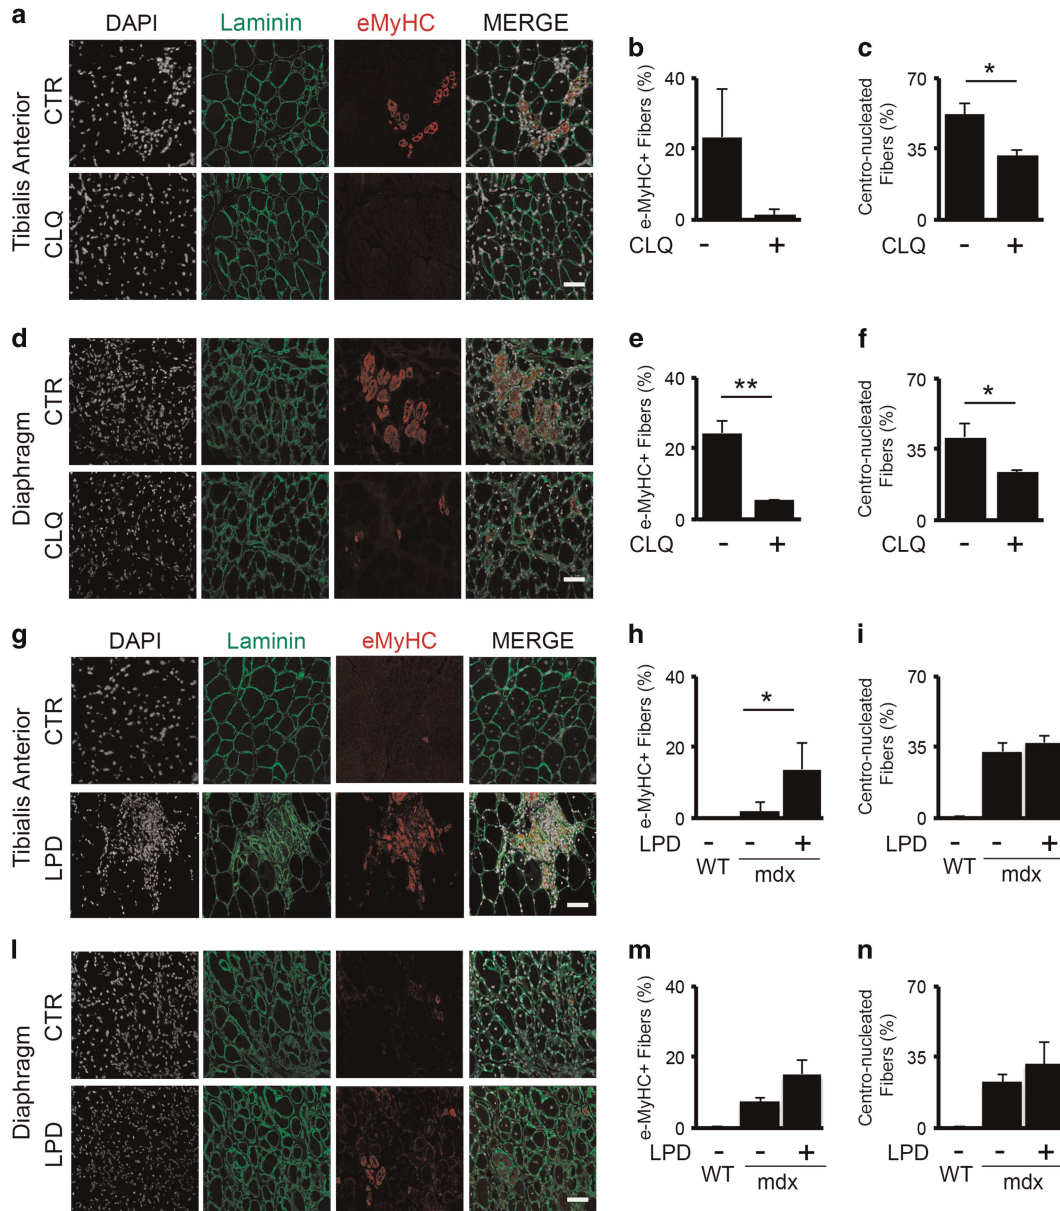 a
DAPI Laminin eMyHC MERGE
Tibialis Anterior
CTR
CLQ
b
e-MyHC+ Fibers (%)
40
20
0
CLQ - +
c
Centro-nucleated
Fibers (%)
70
35
0
*
CLQ - +
d
Diaphragm
CTR
CLQ
e
e-MyHC+ Fibers (%)
40
20
0
**
CLQ - +
f
Centro-nucleated
Fibers (%)
70
35
0
*
CLQ - +
g
DAPI Laminin eMyHC MERGE
Tibialis Anterior
CTR
LPD
h
e-MyHC+ Fibers (%)
40
20
0
*
LPD - - +
WT mdx
i
Centro-nucleated
Fibers (%)
70
35
0
LPD - - +
WT mdx
l
Diaphragm
CTR
LPD
m
e-MyHC+ Fibers (%)
40
20
0
LPD - - +
WT mdx
n
Centro-nucleated
Fibers (%)
70
35
0
LPD - - +
WT mdx